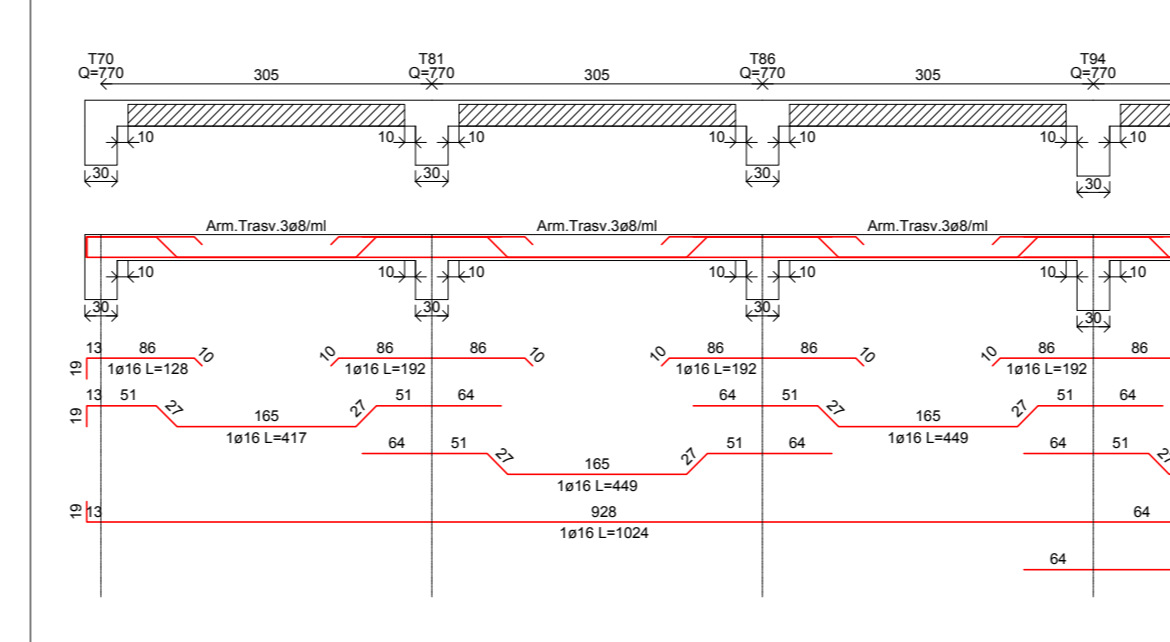 T70 T81 T86 T94
Q=770 Q=770 Q=770 Q=770
305 305 305
10 10 10 10 10 10 10
30 30 30 30
Arm.Trasv.3ø8/ml Arm.Trasv.3ø8/ml Arm.Trasv.3ø8/ml
10 10 10 10 10 10 10
30 30 30 30
13 86 10 10 86 86 10 10 86 86 10 10 86 86
19 1ø16 L=128 1ø16 L=192 1ø16 L=192 1ø16 L=192
13 51 27 165 27 51 64 64 51 27 165 27 51 64
19 1ø16 L=417 1ø16 L=449
64 51 27 165 27 51 64 64 51 27
1ø16 L=449
19 13 928 64
1ø16 L=1024
64